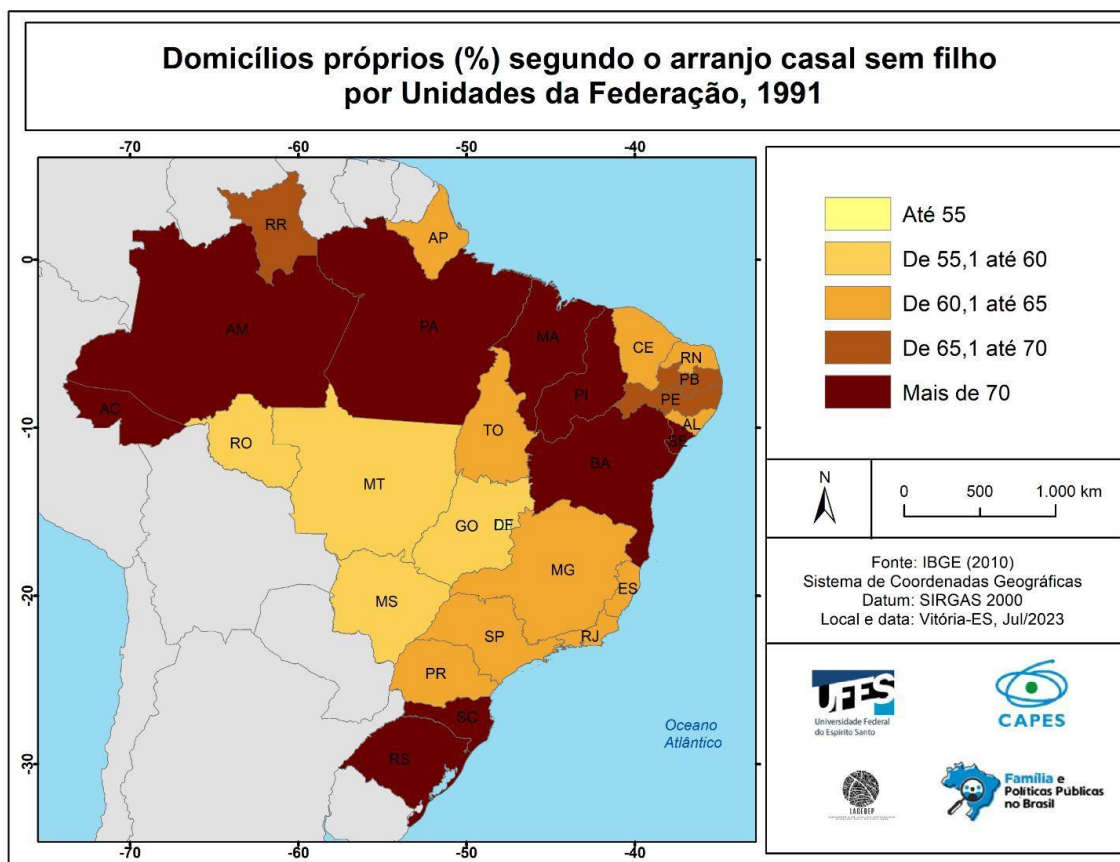 Domicílios próprios (%) segundo o arranjo casal sem filho
por Unidades da Federação, 1991
-70 -60 -50 -40
0
-10
-20
-30
RR
AP
AM
PA
MA
CE
RN
PB
PI
PE
AC
AL
SE
TO
RO
BA
MT
GO
DF
MG
MS
ES
SP
RJ
PR
SC
RS
Oceano
Atlântico
-70 -60 -50 -40
Até 55
De 55,1 até 60
De 60,1 até 65
De 65,1 até 70
Mais de 70
N
0 500 1.000 km
Fonte: IBGE (2010)
Sistema de Coordenadas Geográficas
Datum: SIRGAS 2000
Local e data: Vitória-ES, Jul/2023
UFES
Universidade Federal
do Espírito Santo
CAPES
LAGEDEP
Família e
Políticas Públicas
no Brasil